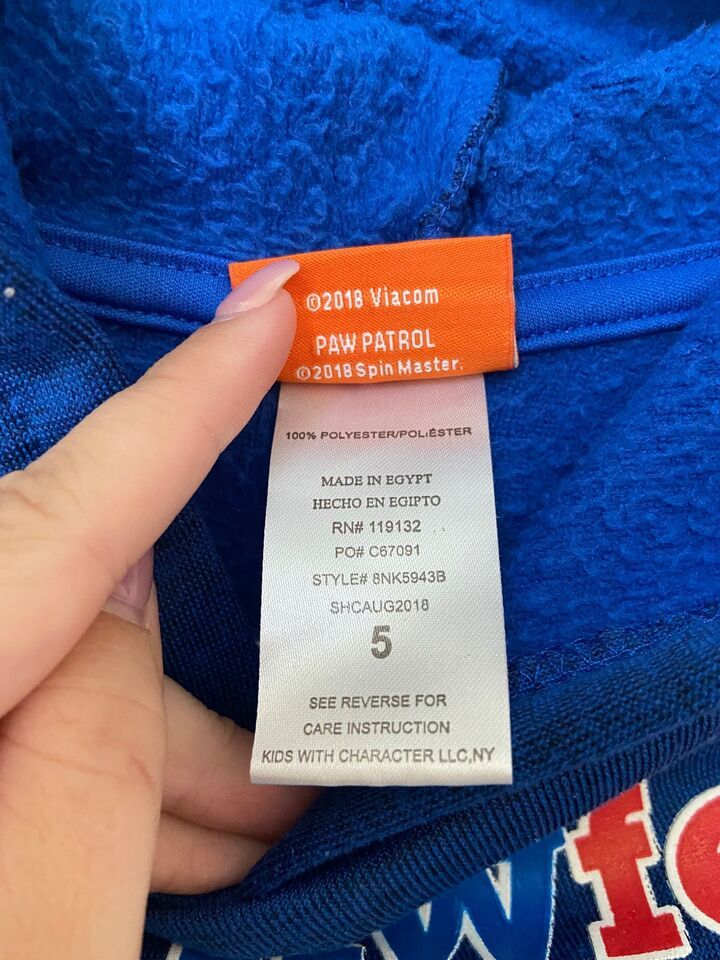 ©2018 Viacom
PAW PATROL
©2018 Spin Master.
100% POLYESTER/POLIÉSTER
MADE IN EGYPT
HECHO EN EGIPTO
RN# 119132
PO# C67091
STYLE# 8NK5943B
SHCAUG2018
5
SEE REVERSE FOR
CARE INSTRUCTION
KIDS WITH CHARACTER LLC,NY